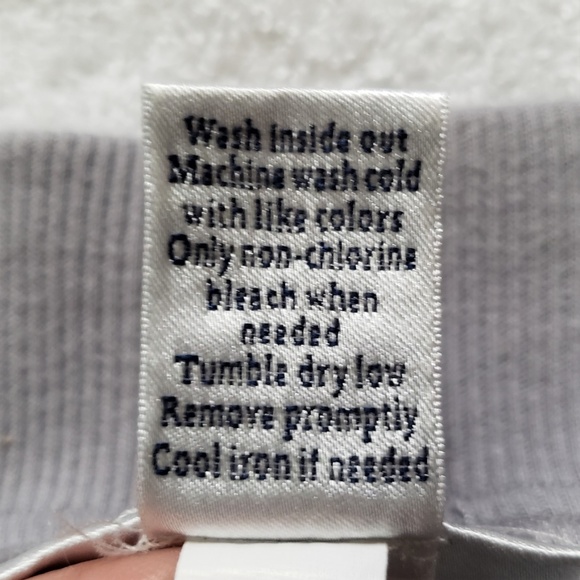 Wash inside out
Machine wash cold
with like colors
Only non-chlorine
bleach when
needed
Tumble dry low
Remove promptly
Cool iron if needed